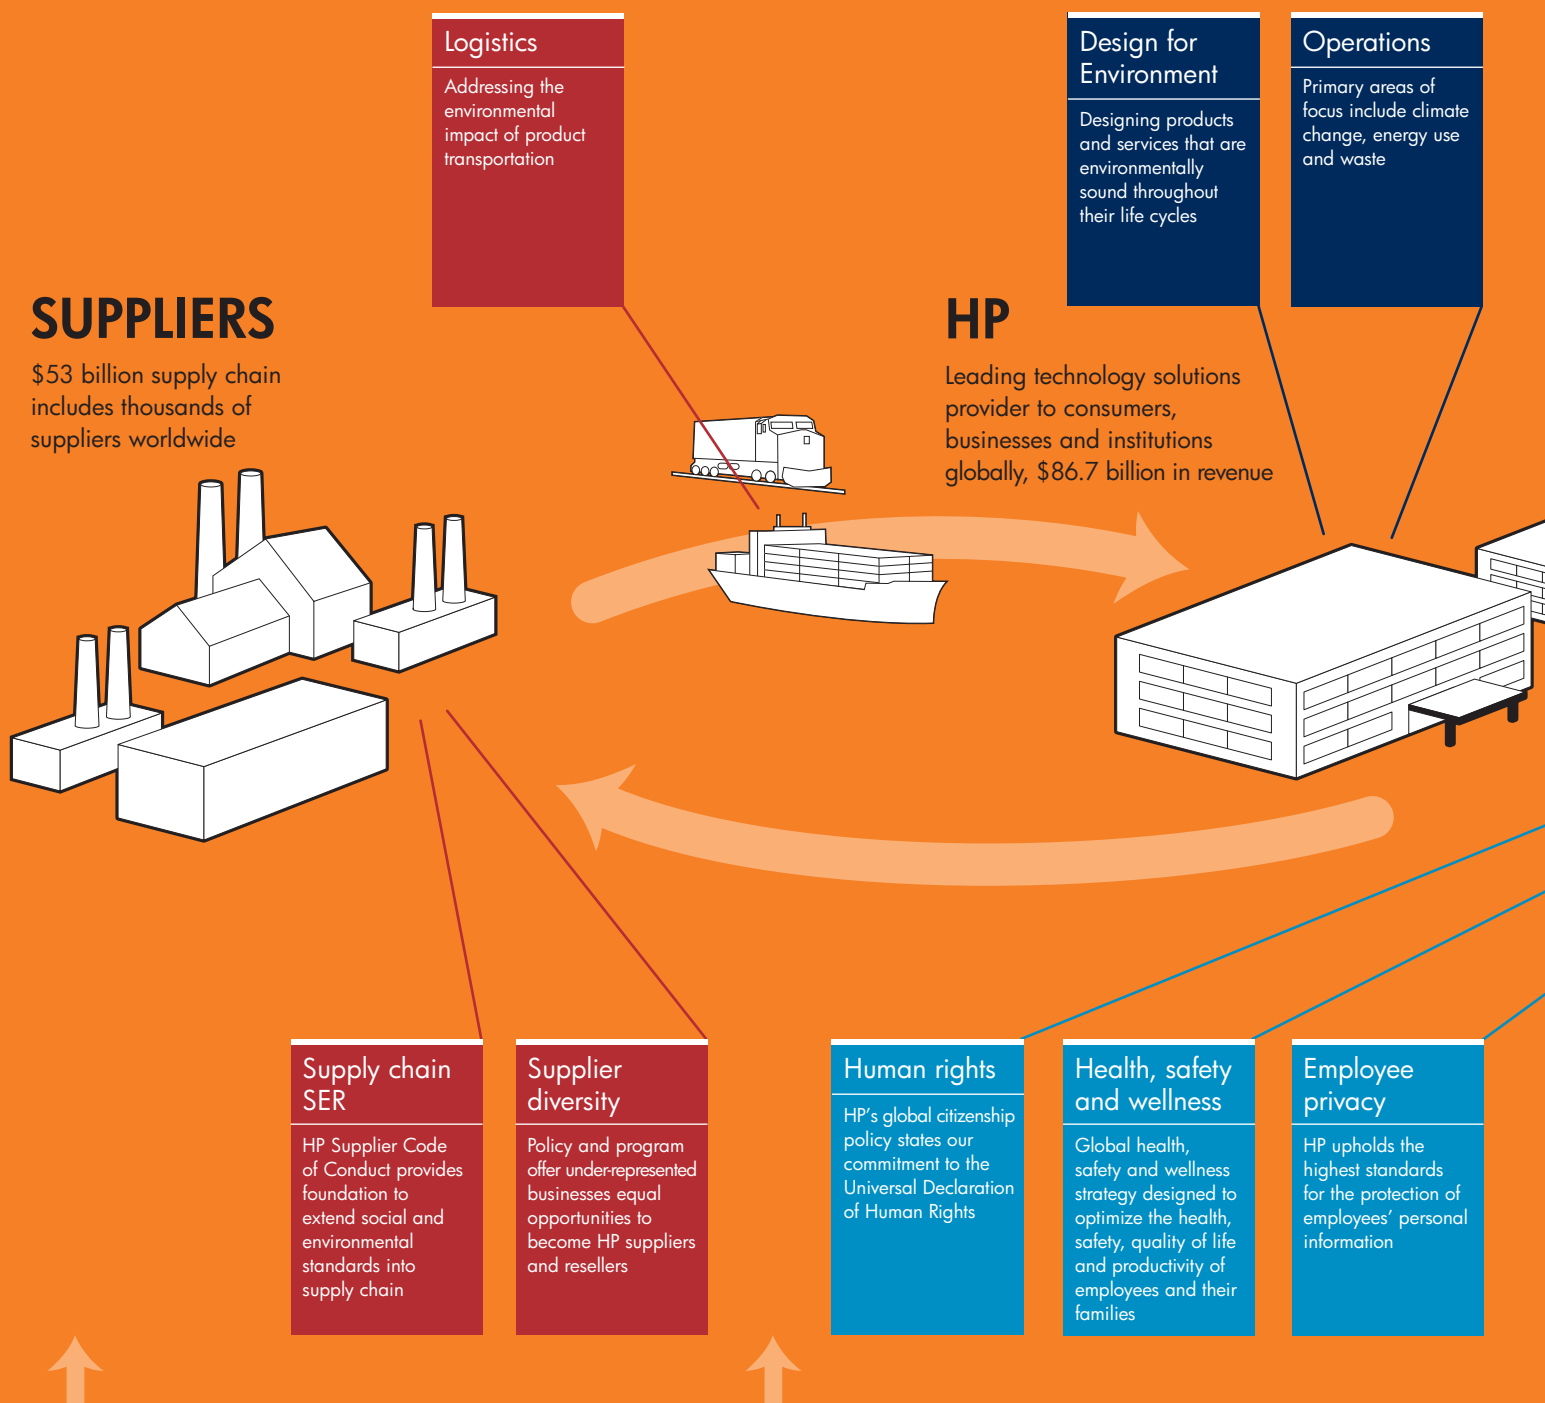 Logistics
Addressing the
environmental
impact of product
transportation
Design for
Environment
Designing products
and services that are
environmentally
sound throughout
their life cycles
Operations
Primary areas of
focus include climate
change, energy use
and waste
SUPPLIERS
$53 billion supply chain
includes thousands of
suppliers worldwide
HP
Leading technology solutions
provider to consumers,
businesses and institutions
globally, $86.7 billion in revenue
Supply chain
SER
HP Supplier Code
of Conduct provides
foundation to
extend social and
environmental
standards into
supply chain
Supplier
diversity
Policy and program
offer under-represented
businesses equal
opportunities to
become HP suppliers
and resellers
Human rights
HP’s global citizenship
policy states our
commitment to the
Universal Declaration
of Human Rights
Health, safety
and wellness
Global health,
safety and wellness
strategy designed to
optimize the health,
safety, quality of life
and productivity of
employees and their
families
Employee
privacy
HP upholds the
highest standards
for the protection of
employees’ personal
information